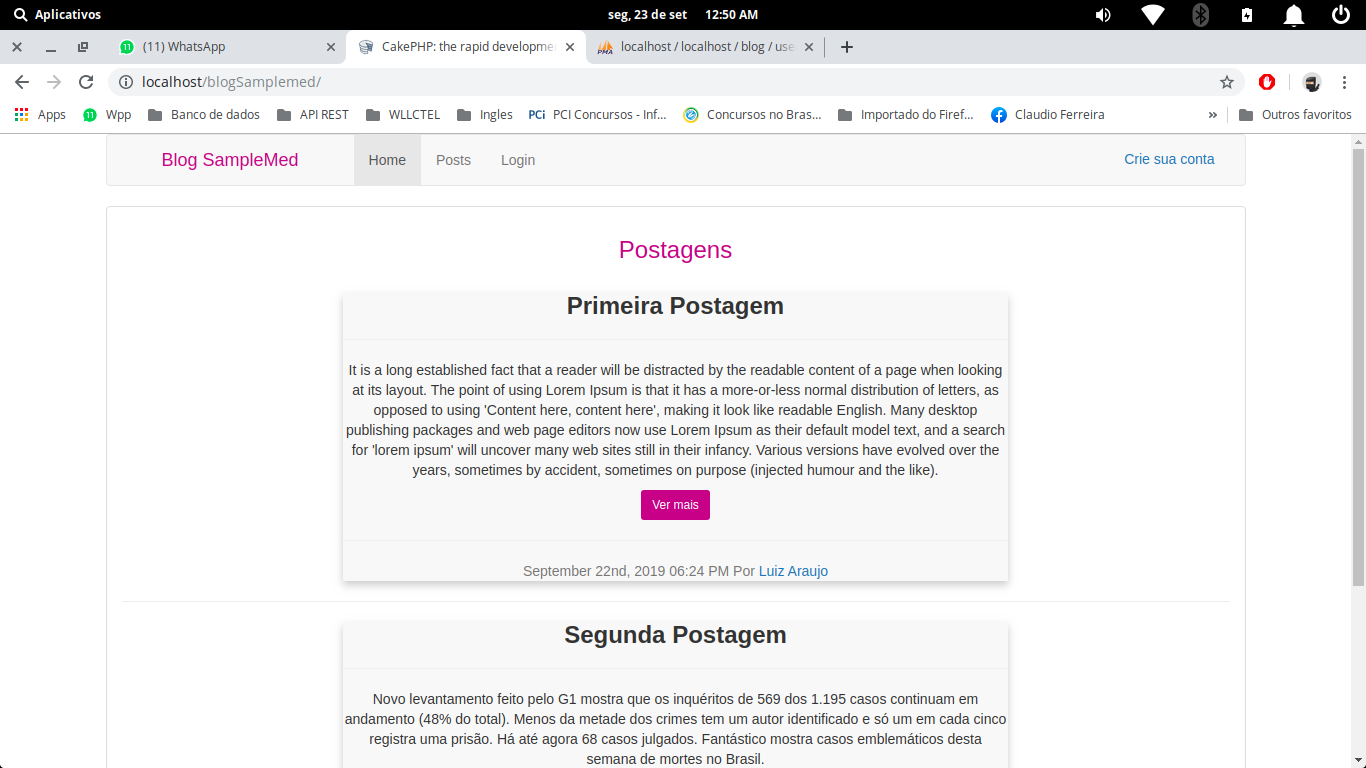 Aplicativos seg, 23 de set 12:50 AM
(11) WhatsApp CakePHP: the rapid developme localhost / localhost / blog / use
localhost/blogSamplemed/
Apps Wpp Banco de dados API REST WLLCTEL Ingles PCi PCI Concursos - Inf... Concursos no Bras... Importado do Firef... Claudio Ferreira » Outros favoritos
Blog SampleMed Home Posts Login Crie sua conta
Postagens
Primeira Postagem
It is a long established fact that a reader will be distracted by the readable content of a page when looking
at its layout. The point of using Lorem Ipsum is that it has a more-or-less normal distribution of letters, as
opposed to using 'Content here, content here', making it look like readable English. Many desktop
publishing packages and web page editors now use Lorem Ipsum as their default model text, and a search
for 'lorem ipsum' will uncover many web sites still in their infancy. Various versions have evolved over the
years, sometimes by accident, sometimes on purpose (injected humour and the like).
Ver mais
September 22nd, 2019 06:24 PM Por Luiz Araujo
Segunda Postagem
Novo levantamento feito pelo G1 mostra que os inquéritos de 569 dos 1.195 casos continuam em
andamento (48% do total). Menos da metade dos crimes tem um autor identificado e só um em cada cinco
registra uma prisão. Há até agora 68 casos julgados. Fantástico mostra casos emblemáticos desta
semana de mortes no Brasil.